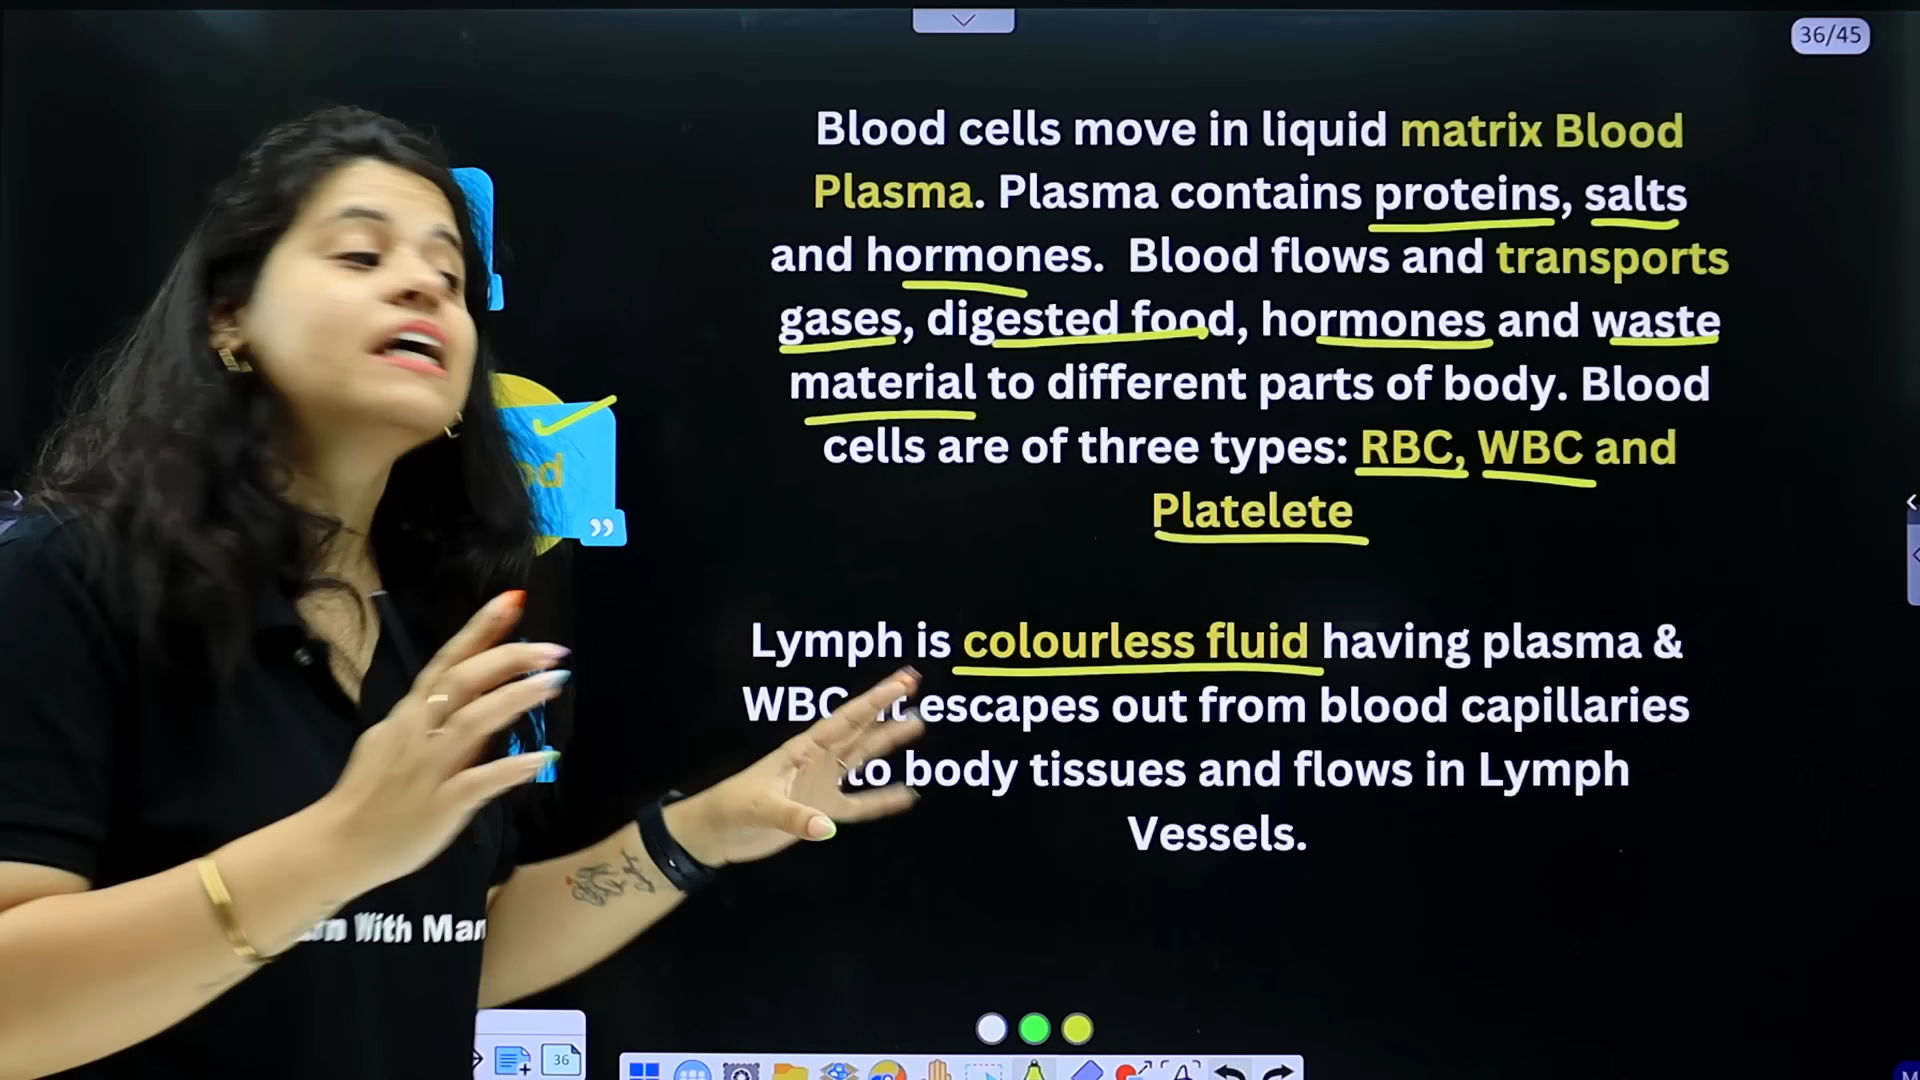 36/45
Blood cells move in liquid matrix Blood
Plasma. Plasma contains proteins, salts
and hormones. Blood flows and transports
gases, digested food, hormones and waste
material to different parts of body. Blood
cells are of three types: RBC, WBC and
Platelete
Lymph is colourless fluid having plasma &
WBC. It escapes out from blood capillaries
to body tissues and flows in Lymph
Vessels.
With
36